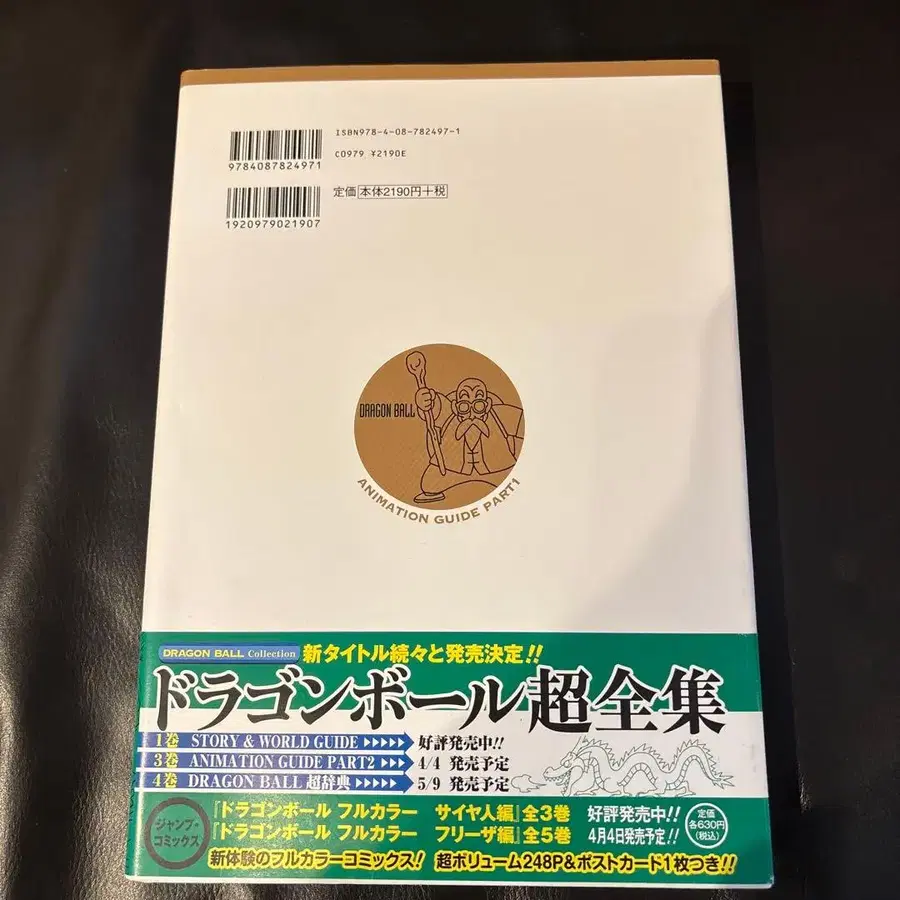 ISBN978-4-08-782497-1
C0979 ¥2190E
9784087824971
定価 本体2190円+税
1920979021907
DRAGON BALL
ANIMATION GUIDE PART1
DRAGON BALL Collection 新タイトル続々と発売決定!!
ドラゴンボール超全集
1巻 STORY & WORLD GUIDE 好評発売中!!
3巻 ANIMATION GUIDE PART2 4/4 発売予定
4巻 DRAGON BALL 超辞典 5/9 発売予定
ジャンプ・コミックス
『ドラゴンボール フルカラー サイヤ人編』全3巻 好評発売中!!
『ドラゴンボール フルカラー フリーザ編』全5巻 4月4日発売予定!!
定価
各630円
(税込)
新体験のフルカラーコミックス! 超ボリューム248P&ポストカード1枚つき!!